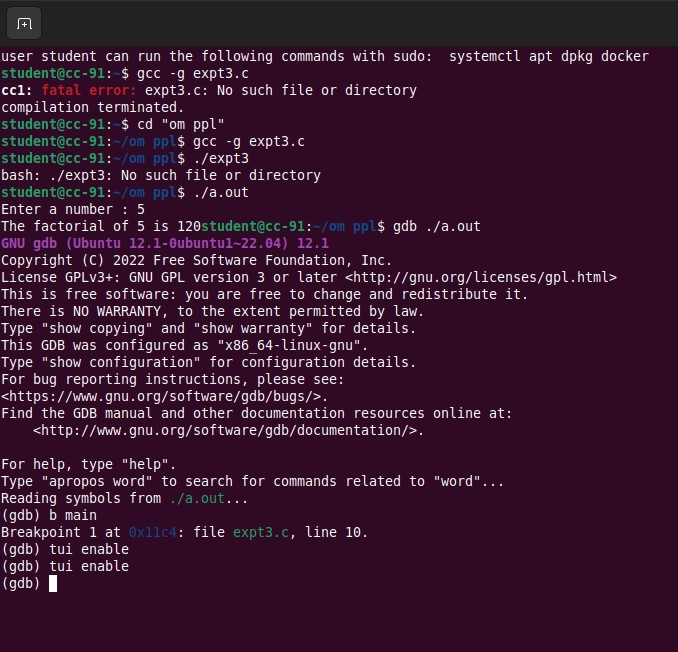 user student can run the following commands with sudo:  systemctl apt dpkg docker
student@cc-91:~$ gcc -g expt3.c
cc1: fatal error: expt3.c: No such file or directory
compilation terminated.
student@cc-91:~$ cd "om ppl"
student@cc-91:~/om ppl$ gcc -g expt3.c
student@cc-91:~/om ppl$ ./expt3
bash: ./expt3: No such file or directory
student@cc-91:~/om ppl$ ./a.out
Enter a number : 5
The factorial of 5 is 120student@cc-91:~/om ppl$ gdb ./a.out
GNU gdb (Ubuntu 12.1-0ubuntu1~22.04) 12.1
Copyright (C) 2022 Free Software Foundation, Inc.
License GPLv3+: GNU GPL version 3 or later <http://gnu.org/licenses/gpl.html>
This is free software: you are free to change and redistribute it.
There is NO WARRANTY, to the extent permitted by law.
Type "show copying" and "show warranty" for details.
This GDB was configured as "x86_64-linux-gnu".
Type "show configuration" for configuration details.
For bug reporting instructions, please see:
<https://www.gnu.org/software/gdb/bugs/>.
Find the GDB manual and other documentation resources online at:
    <http://www.gnu.org/software/gdb/documentation/>.

For help, type "help".
Type "apropos word" to search for commands related to "word"...
Reading symbols from ./a.out...
(gdb) b main
Breakpoint 1 at 0x11c4: file expt3.c, line 10.
(gdb) tui enable
(gdb) tui enable
(gdb)